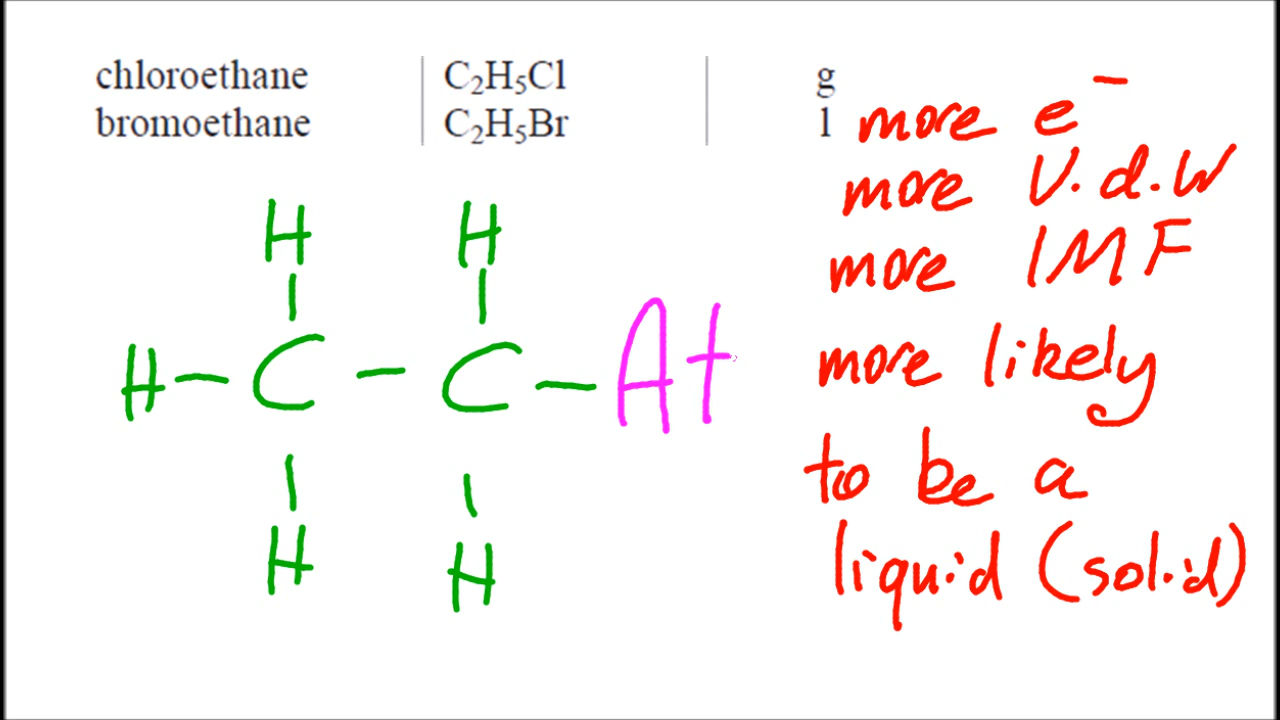 chloroethane C₂H₅Cl g
bromoethane C₂H₅Br l
more e⁻
more V.d.W
more IMF
more likely
to be a
liquid (solid)
H H
H - C - C - At
H H